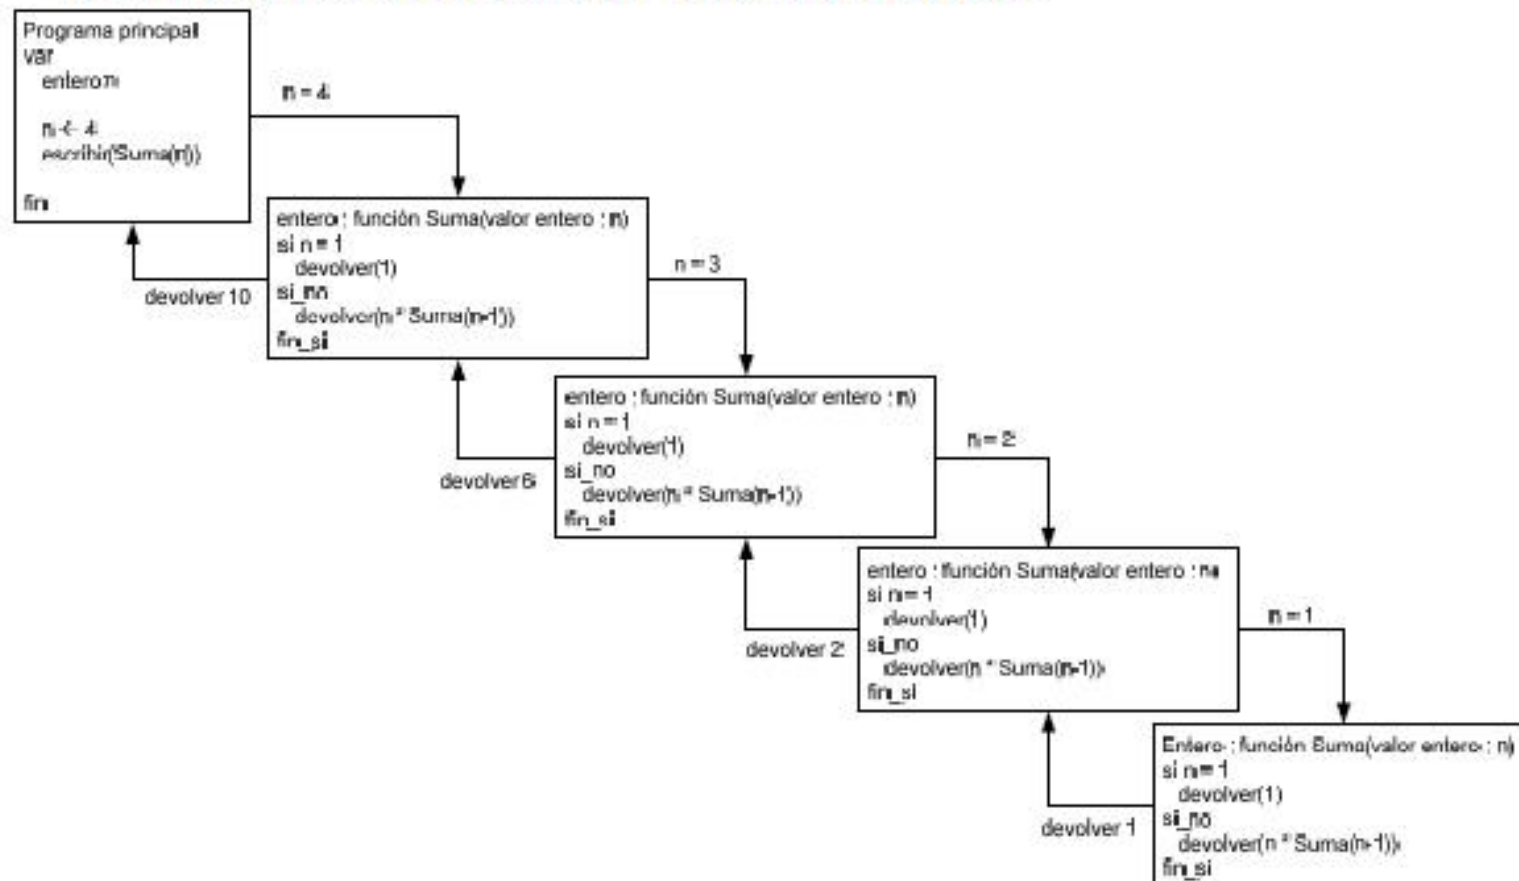 Programa principal
var
entero n
n ← 4
escribir(Suma(n))
fin
n = 4
entero : función Suma(valor entero : n)
si n = 1
devolver(1)
si_no
devolver(n * Suma(n-1))
fin_si
devolver 10
n = 3
entero : función Suma(valor entero : n)
si n = 1
devolver(1)
si_no
devolver(n * Suma(n-1))
fin_si
devolver 6
n = 2
entero : función Suma(valor entero : n)
si n = 1
devolver(1)
si_no
devolver(n * Suma(n-1))
fin_si
devolver 2
n = 1
Entero : función Suma(valor entero : n)
si n = 1
devolver(1)
si_no
devolver(n * Suma(n-1))
fin_si
devolver 1